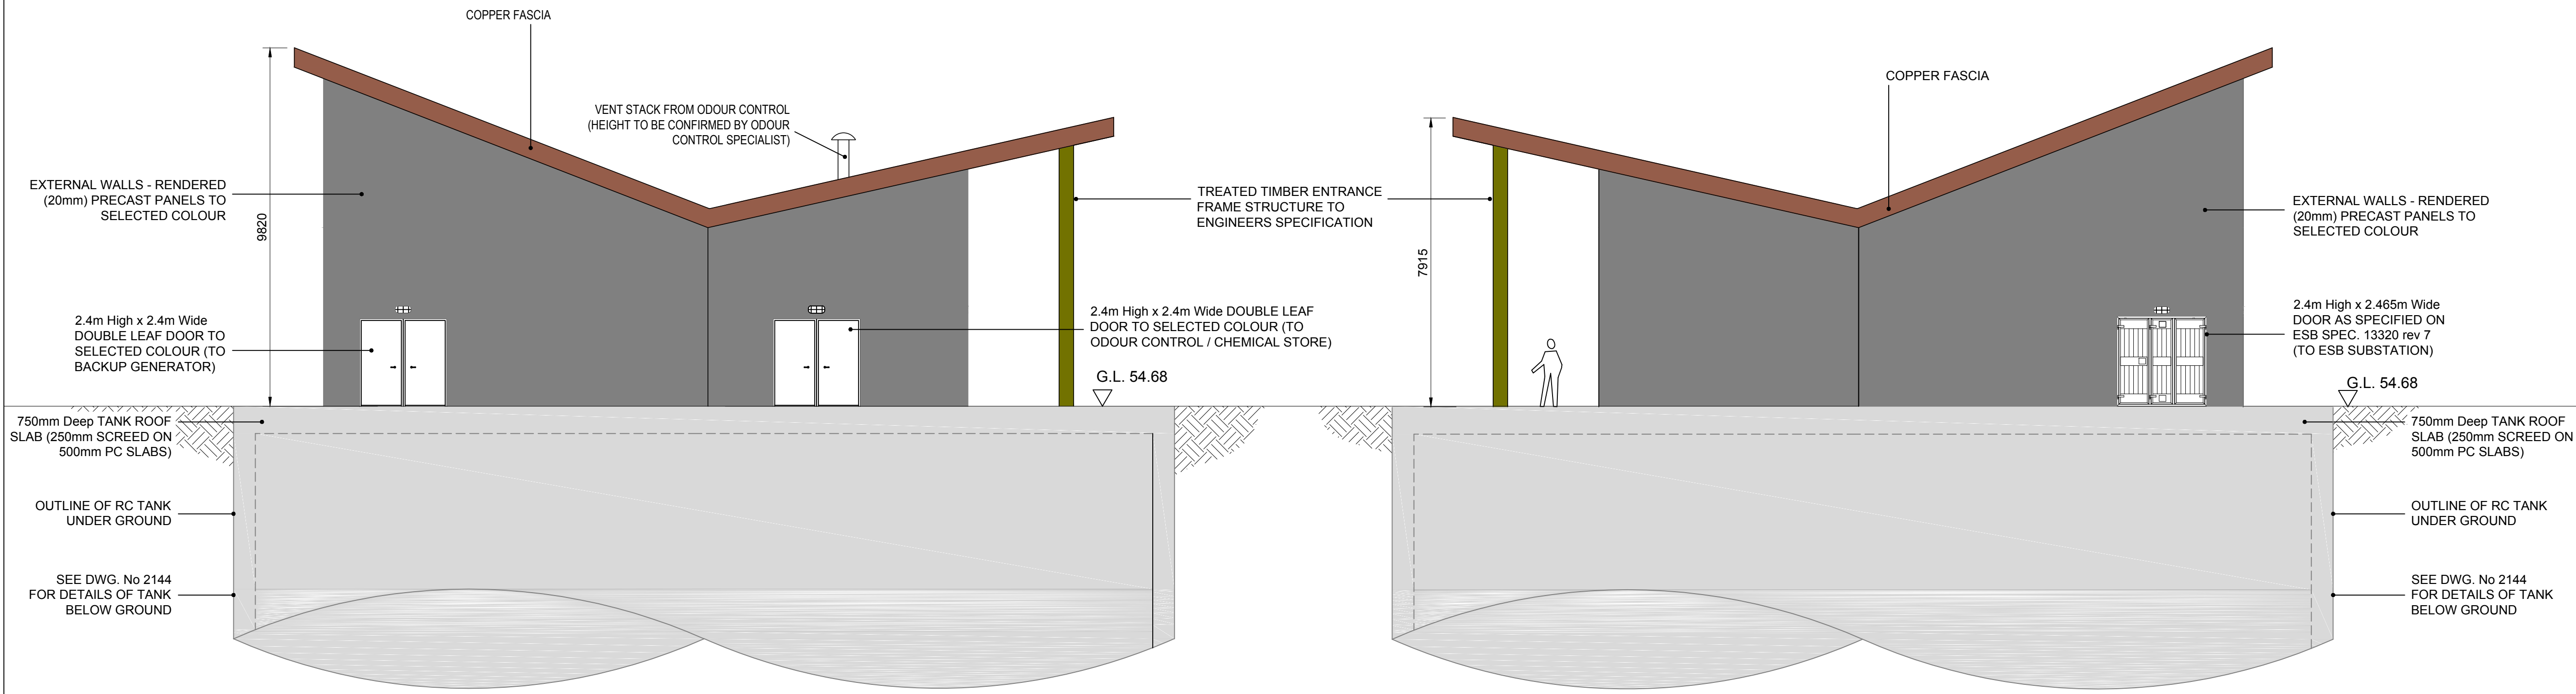 COPPER FASCIA
VENT STACK FROM ODOUR CONTROL
(HEIGHT TO BE CONFIRMED BY ODOUR
CONTROL SPECIALIST)
EXTERNAL WALLS - RENDERED
(20mm) PRECAST PANELS TO
SELECTED COLOUR
9820
2.4m High x 2.4m Wide
DOUBLE LEAF DOOR TO
SELECTED COLOUR (TO
BACKUP GENERATOR)
TREATED TIMBER ENTRANCE
FRAME STRUCTURE TO
ENGINEERS SPECIFICATION
2.4m High x 2.4m Wide DOUBLE LEAF
DOOR TO SELECTED COLOUR (TO
ODOUR CONTROL / CHEMICAL STORE)
G.L. 54.68
750mm Deep TANK ROOF
SLAB (250mm SCREED ON
500mm PC SLABS)
OUTLINE OF RC TANK
UNDER GROUND
SEE DWG. No 2144
FOR DETAILS OF TANK
BELOW GROUND
COPPER FASCIA
7915
EXTERNAL WALLS - RENDERED
(20mm) PRECAST PANELS TO
SELECTED COLOUR
2.4m High x 2.465m Wide
DOOR AS SPECIFIED ON
ESB SPEC. 13320 rev 7
(TO ESB SUBSTATION)
G.L. 54.68
750mm Deep TANK ROOF
SLAB (250mm SCREED ON
500mm PC SLABS)
OUTLINE OF RC TANK
UNDER GROUND
SEE DWG. No 2144
FOR DETAILS OF TANK
BELOW GROUND